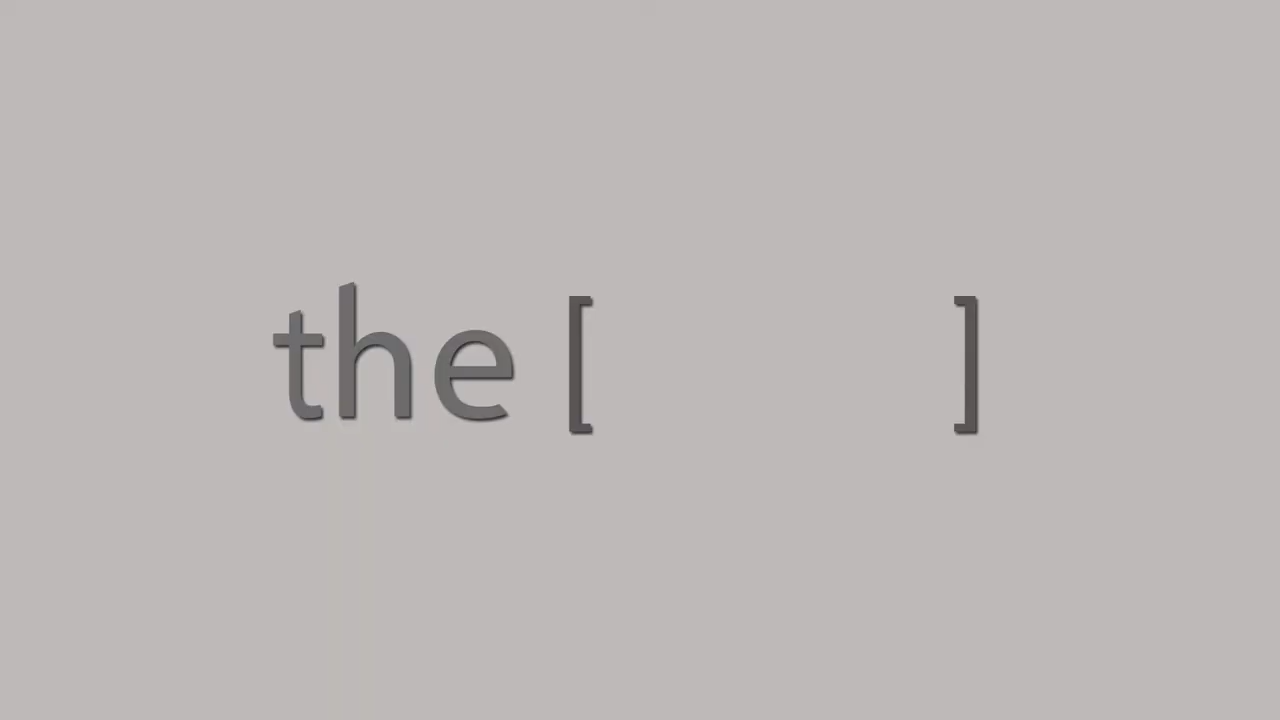 the [ ]